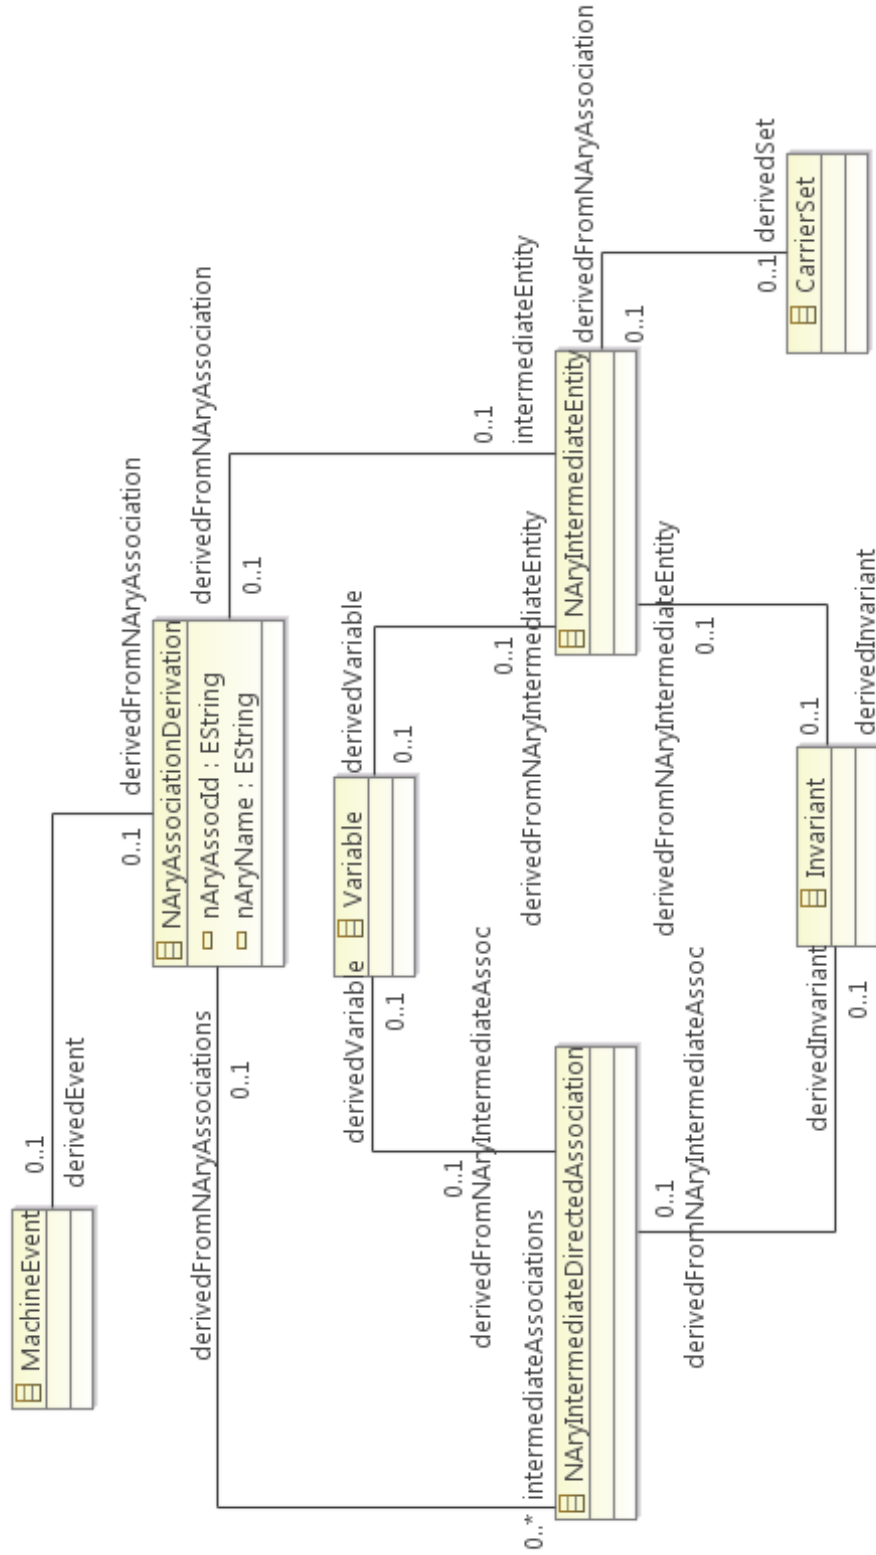 MachineEvent
0..1
derivedEvent
derivedFromNAryAssociation
0..1
NAryAssociationDerivation
nAryAssocId : EString
nAryName : EString
derivedFromNAryAssociations
0..1
derivedFromNAryAssociation
0..1
derivedVariable
0..1
Variable
derivedVariable
0..1
0..1
derivedFromNAryIntermediateAssoc
0..1
derivedFromNAryIntermediateEntity
0..1
intermediateEntity
0..*
intermediateAssociations
NAryIntermediateDirectedAssociation
NAryIntermediateEntity
derivedFromNAryAssociation
0..1
0..1
derivedFromNAryIntermediateAssoc
derivedFromNAryIntermediateEntity
0..1
0..1
derivedSet
CarrierSet
derivedInvariant
0..1
Invariant
0..1
derivedInvariant